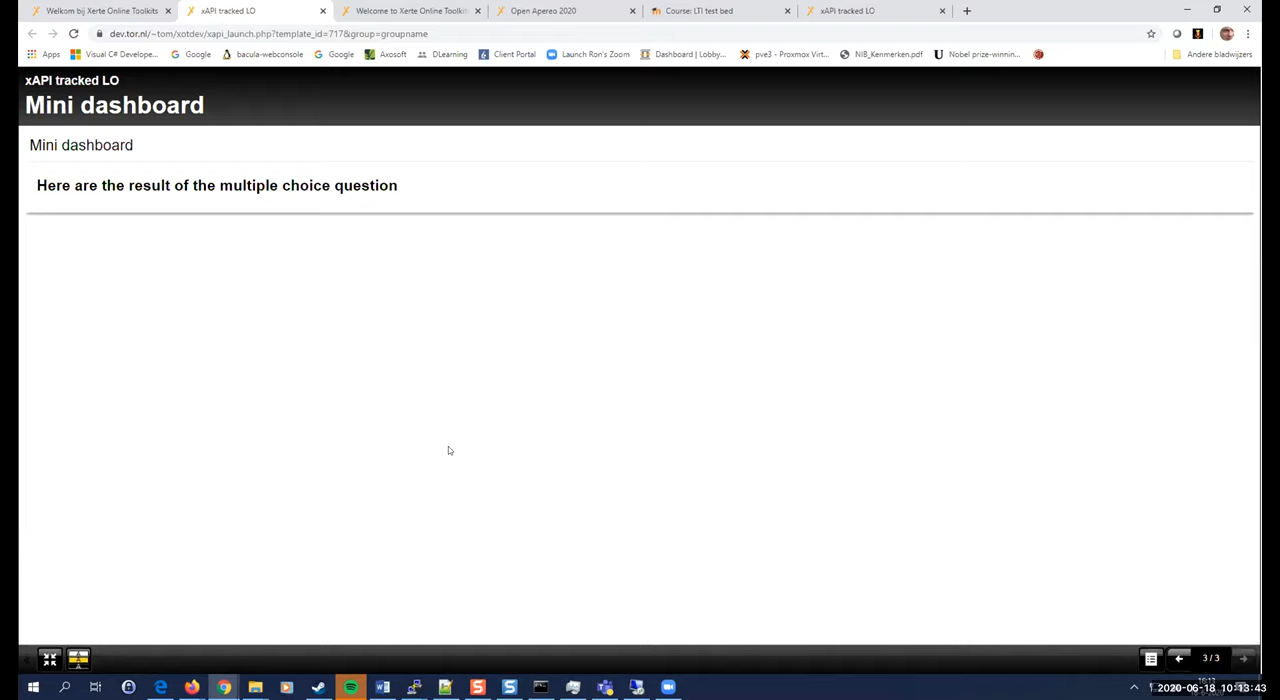 Welkom bij Xerte Online Toolkits
xAPI tracked LO
Welcome to Xerte Online Toolkit
Open Apereo 2020
Course: LTI test bed
xAPi tracked LO
dev.tor.nl/~tom/xotdev/xapi_launch.php?template_id=717&group=groupname
Apps
Visual C# Develope...
Google
bacula-webconsole
Google
Axosoft
DLearning
Client Portal
Launch Ron's Zoom
Dashboard | Lobby...
pve3 - Proxmox Virt...
NIB_Kenmerken.pdf
Nobel prize-winnin...
Andere bladwijzers
xAPI tracked LO
Mini dashboard
Mini dashboard
Here are the result of the multiple choice question
3 / 3
2020-06-18 10:13:43